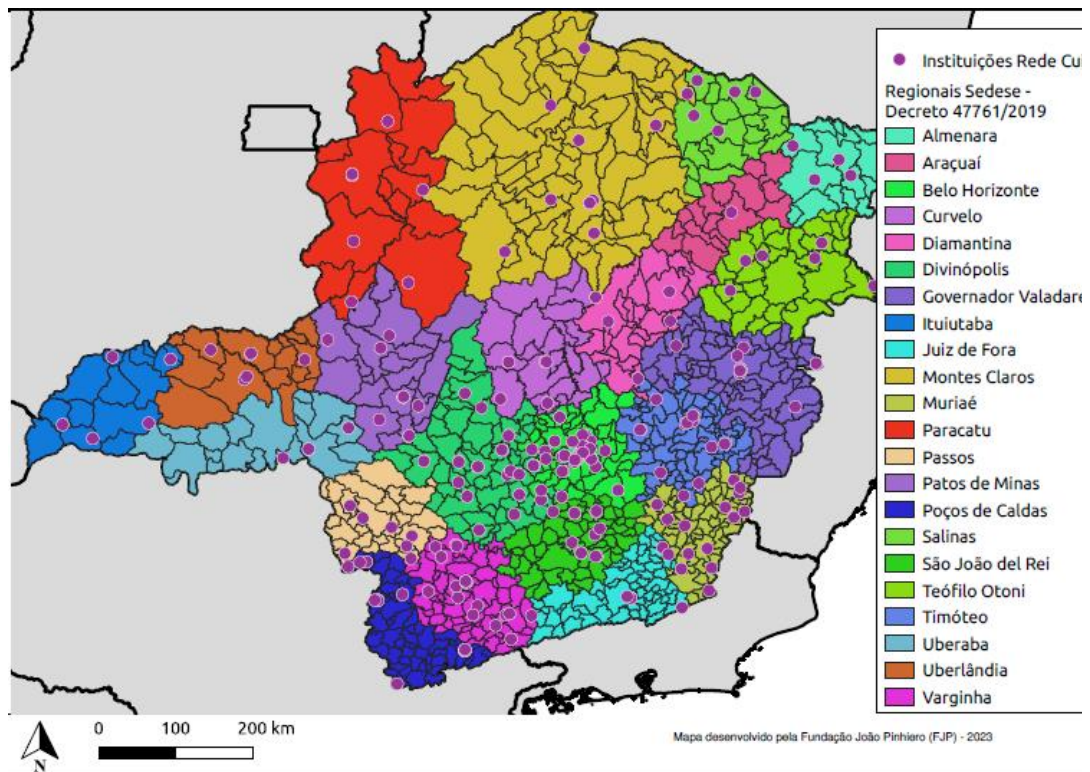 Instituições Rede Cu
Regionais Sedese -
Decreto 47761/2019
Almenara
Araçuaí
Belo Horizonte
Curvelo
Diamantina
Divinópolis
Governador Valadare
Ituiutaba
Juiz de Fora
Montes Claros
Muriaé
Paracatu
Passos
Patos de Minas
Poços de Caldas
Salinas
São João del Rei
Teófilo Otoni
Timóteo
Uberaba
Uberlândia
Varginha
0 100 200 km
N
Mapa desenvolvido pela Fundação João Pinhiero (FJP) - 2023